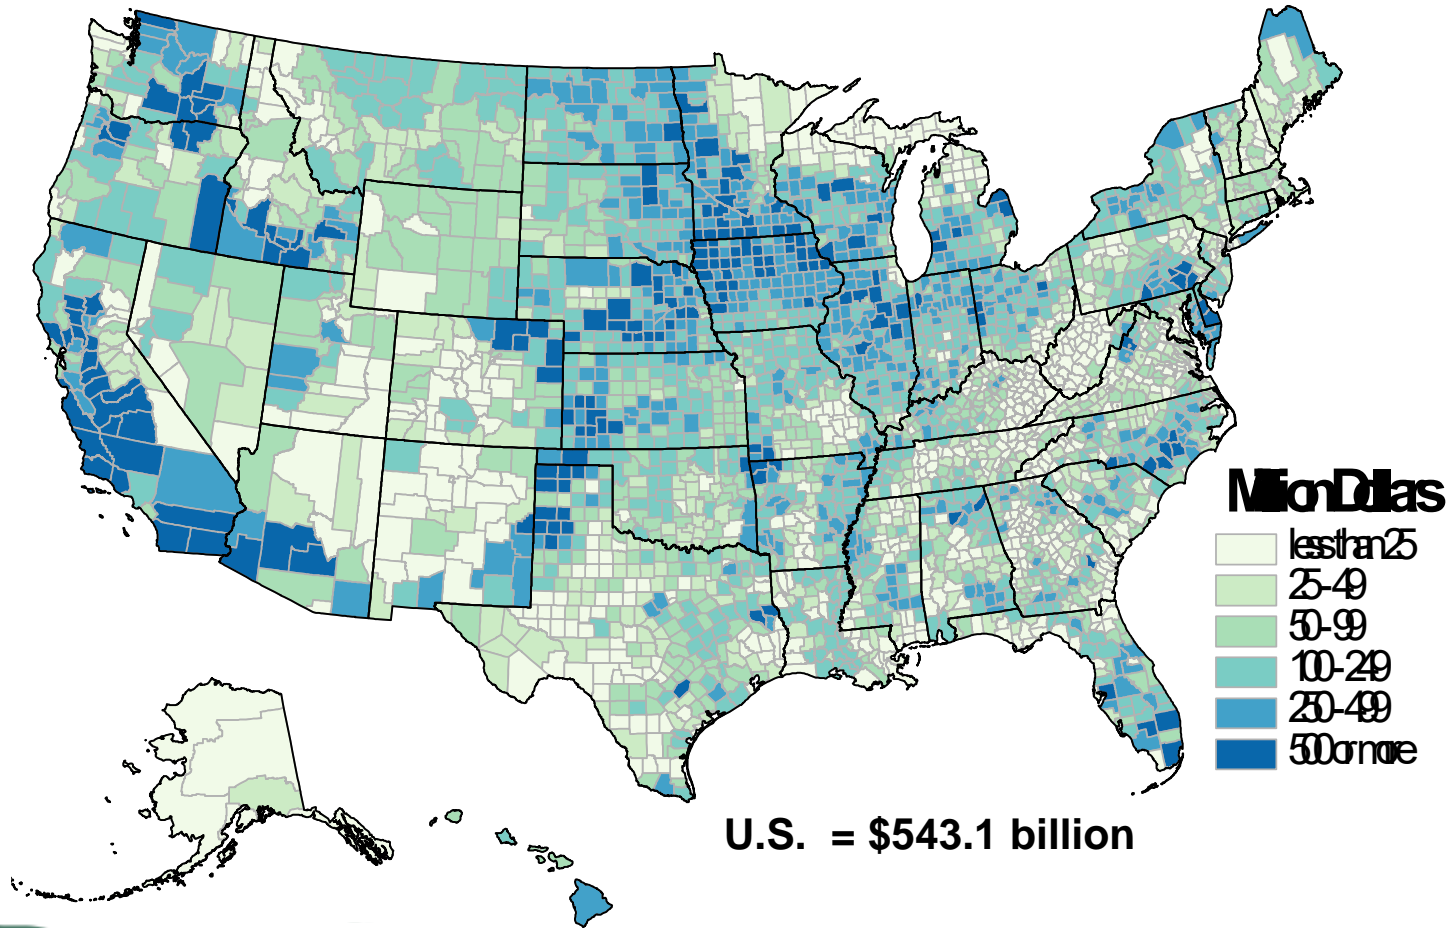 Million Dollars
less than 25
25 - 49
50 - 99
100 - 249
250 - 499
500 or more
U.S. = $543.1 billion